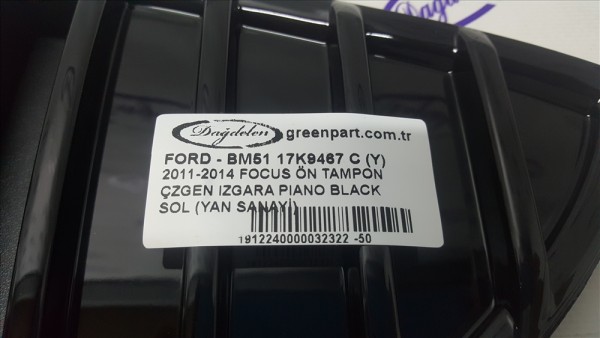 Dağdelen
Dağdelen greenpart.com.tr
FORD - BM51 17K9467 C (Y)
2011-2014 FOCUS ÖN TAMPON
ÇZGEN IZGARA PIANO BLACK
SOL (YAN SANAYİ)
1912240000032322 -50